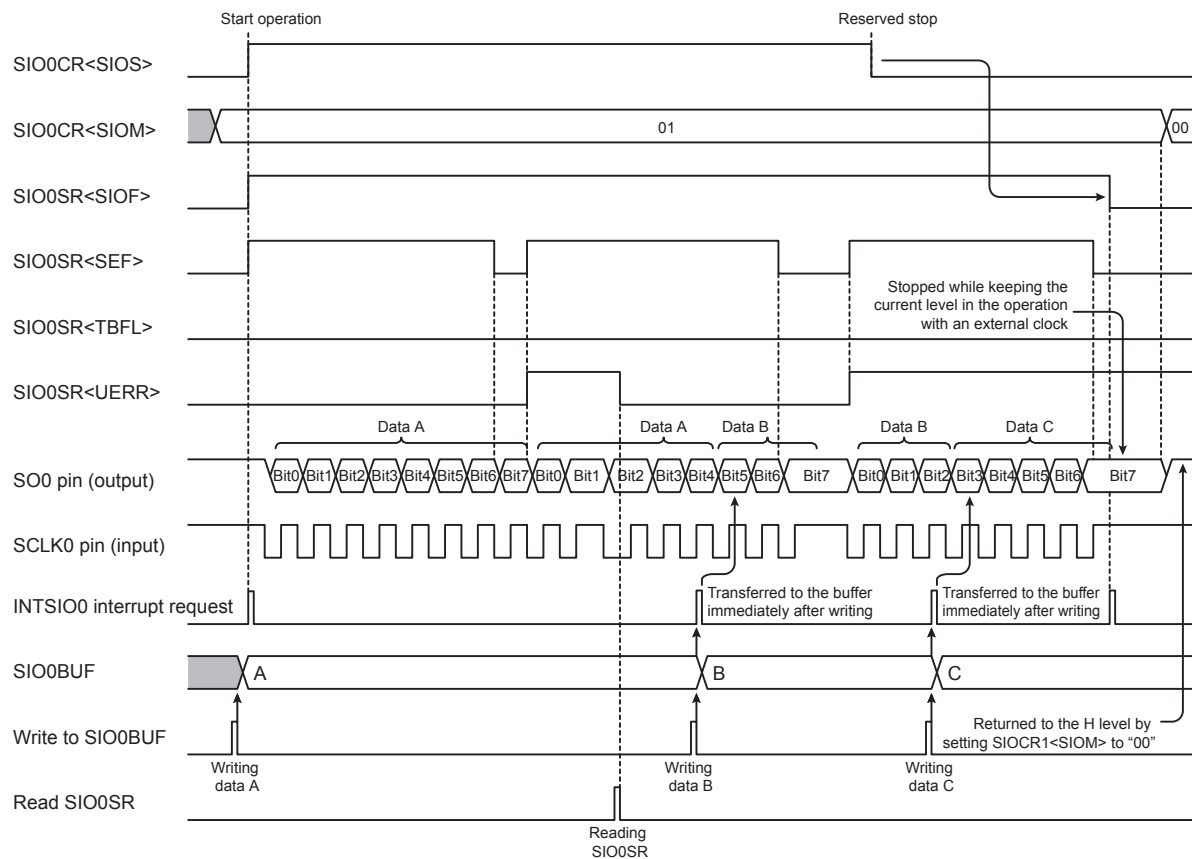 Start operation
Reserved stop
SIO0CR<SIOS>
SIO0CR<SIOM>
01
00
SIO0SR<SIOF>
SIO0SR<SEF>
Stopped while keeping the
current level in the operation
with an external clock
SIO0SR<TBFL>
SIO0SR<UERR>
Data A
Data A
Data B
Data B
Data C
SO0 pin (output)
Bit0 Bit1 Bit2 Bit3 Bit4 Bit5 Bit6 Bit7 Bit0 Bit1 Bit2 Bit3 Bit4 Bit5 Bit6 Bit7 Bit0 Bit1 Bit2 Bit3 Bit4 Bit5 Bit6 Bit7
SCLK0 pin (input)
INTSIO0 interrupt request
Transferred to the buffer
immediately after writing
Transferred to the buffer
immediately after writing
SIO0BUF
A
B
C
Write to SIO0BUF
Returned to the H level by
setting SIOCR1<SIOM> to “00”
Writing
data A
Writing
data B
Writing
data C
Read SIO0SR
Reading
SIO0SR